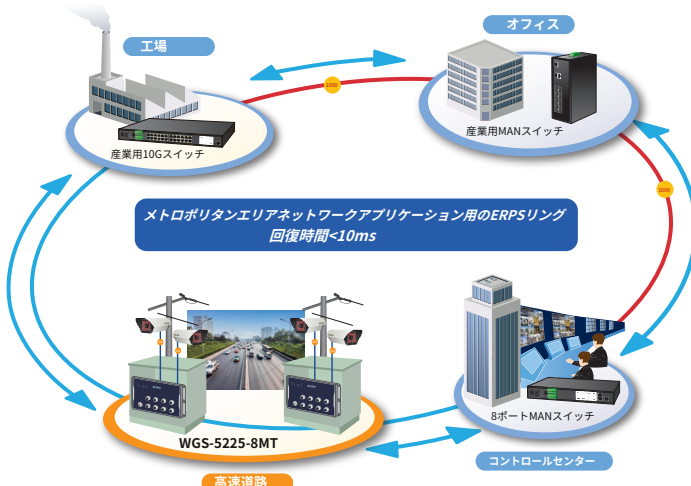 工場
オフィス
産業用10Gスイッチ
産業用MANスイッチ
メトロポリタンエリアネットワークアプリケーション用のERPSリング
回復時間<10ms
WGS-5225-8MT
8ポートMANスイッチ
高速道路
コントロールセンター